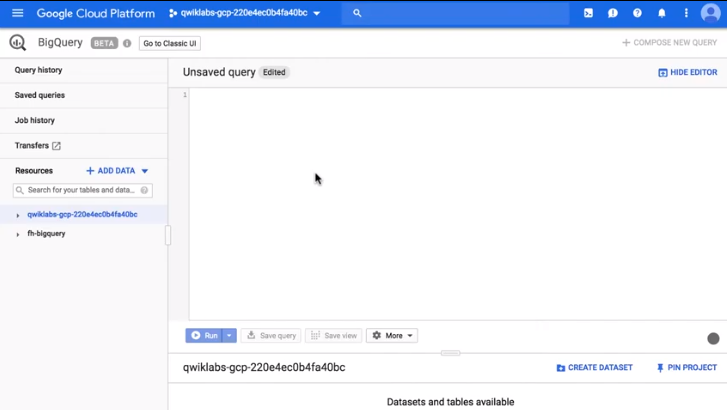 Google Cloud Platform
qwiklabs-gcp-220e4ec0b4fa40bc
BigQuery BETA Go to Classic UI
COMPOSE NEW QUERY
Query history
Saved queries
Job history
Transfers
Resources
ADD DATA
Search for your tables and data...
qwiklabs-gcp-220e4ec0b4fa40bc
fh-bigquery
Unsaved query Edited
HIDE EDITOR
1
Run
Save query
Save view
More
qwiklabs-gcp-220e4ec0b4fa40bc
CREATE DATASET
PIN PROJECT
Datasets and tables available